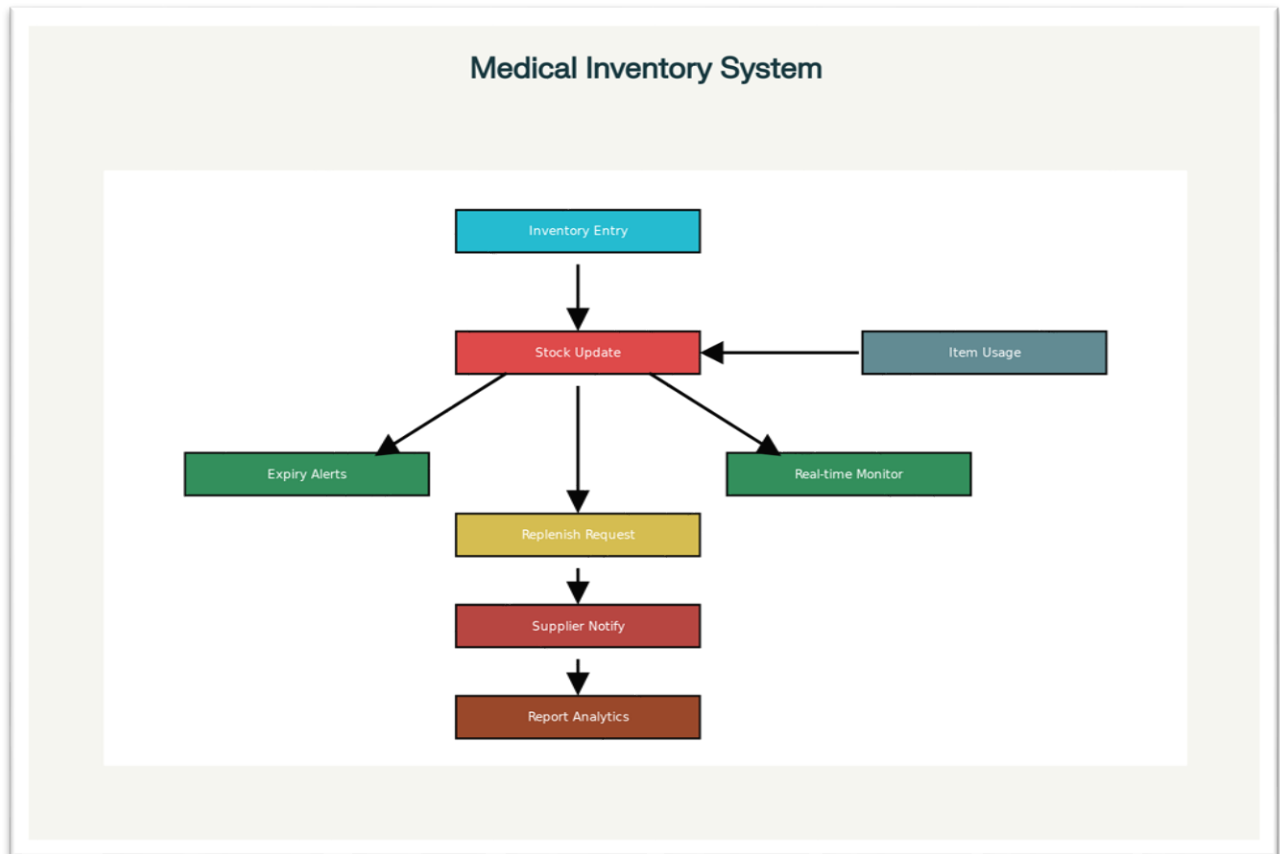 Medical Inventory System
Inventory Entry
Stock Update
Item Usage
Expiry Alerts
Real-time Monitor
Replenish Request
Supplier Notify
Report Analytics